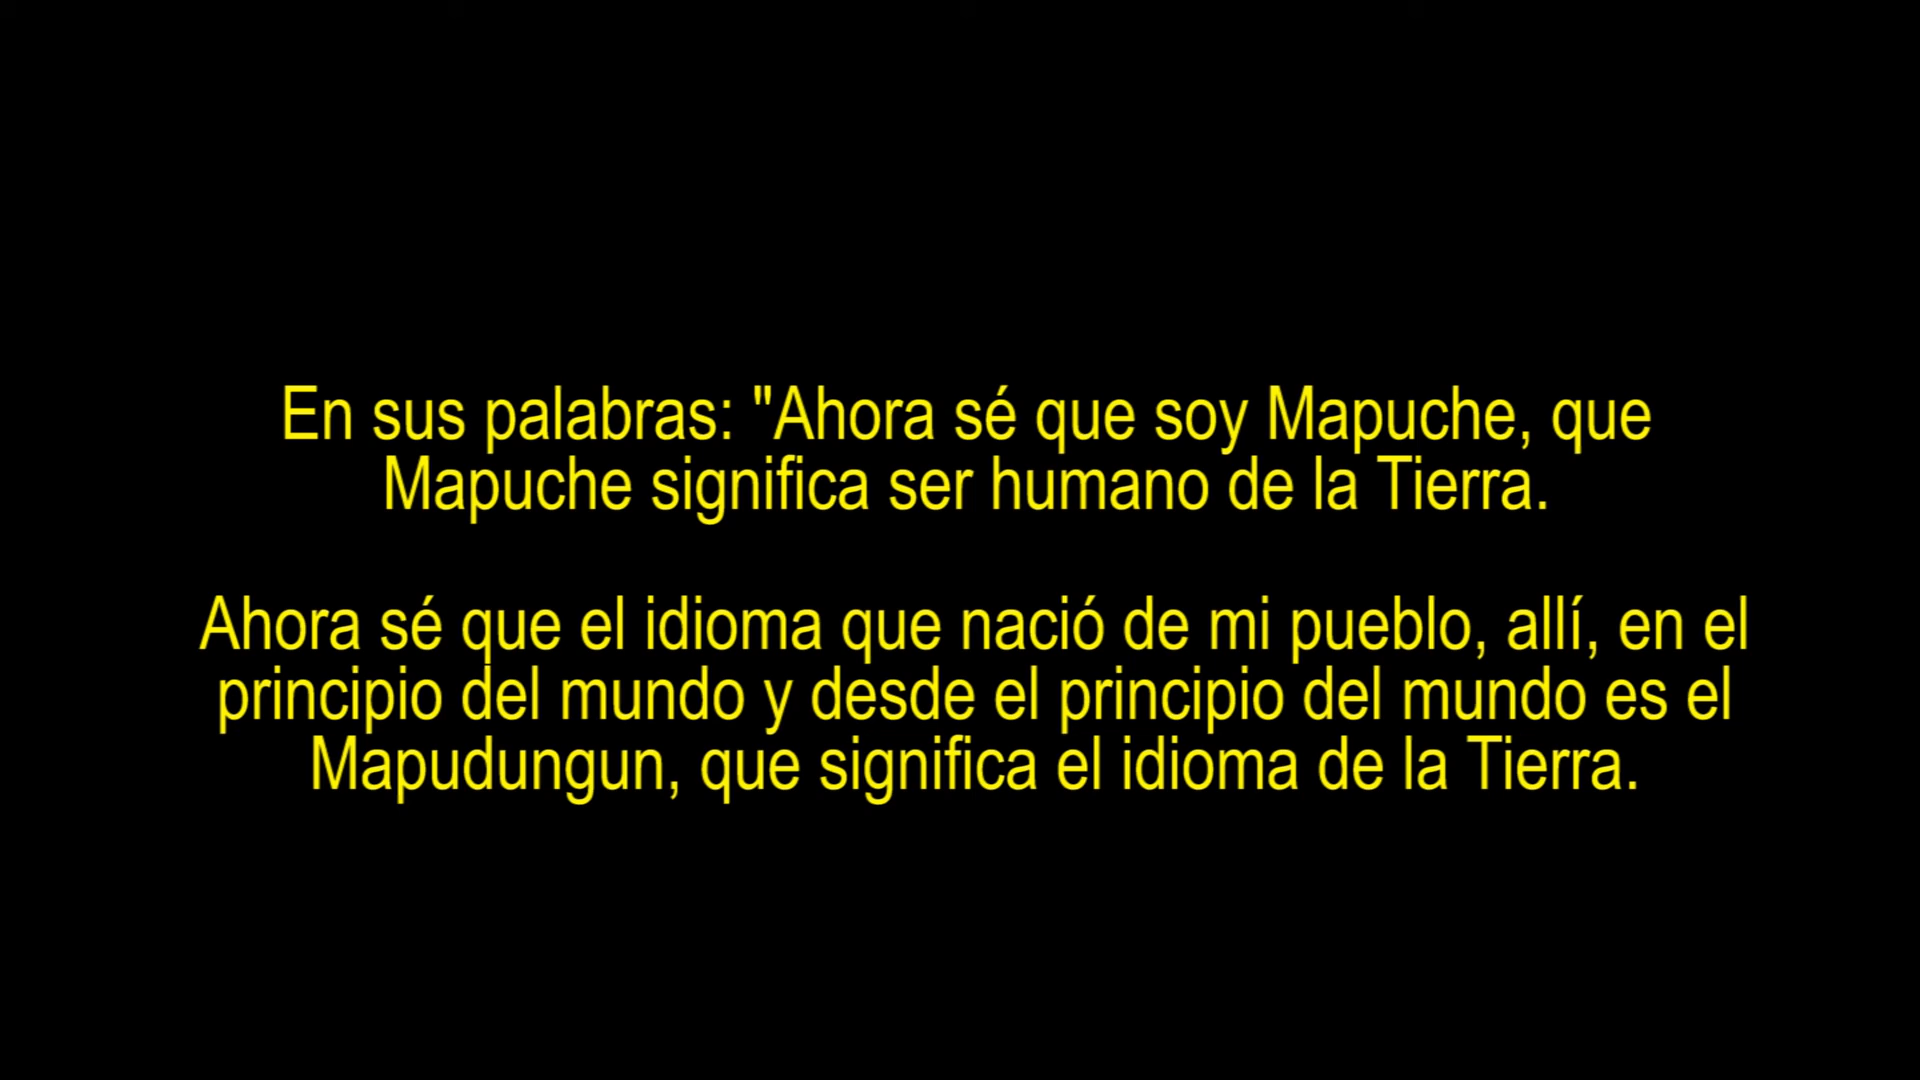 En sus palabras: "Ahora sé que soy Mapuche, que
Mapuche significa ser humano de la Tierra.
Ahora sé que el idioma que nació de mi pueblo, allí, en el
principio del mundo y desde el principio del mundo es el
Mapudungun, que significa el idioma de la Tierra.